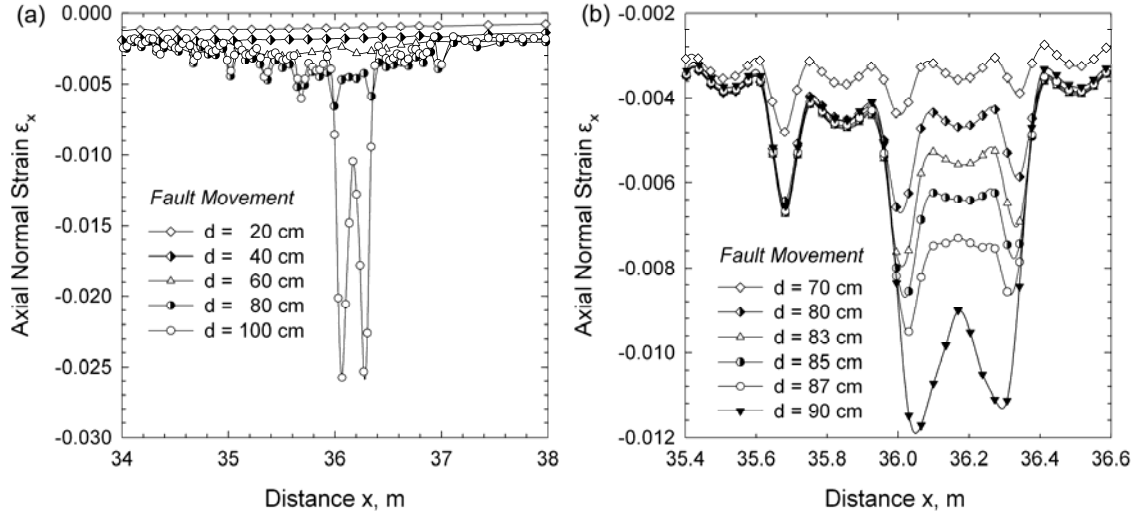 (a)
0.000
-0.005
-0.010
-0.015
-0.020
-0.025
-0.030
Axial Normal Strain εx
Fault Movement
d = 20 cm
d = 40 cm
d = 60 cm
d = 80 cm
d = 100 cm
34 35 36 37 38
Distance x, m
(b)
-0.002
-0.004
-0.006
-0.008
-0.010
-0.012
Axial Normal Strain εx
Fault Movement
d = 70 cm
d = 80 cm
d = 83 cm
d = 85 cm
d = 87 cm
d = 90 cm
35.4 35.6 35.8 36.0 36.2 36.4 36.6
Distance x, m